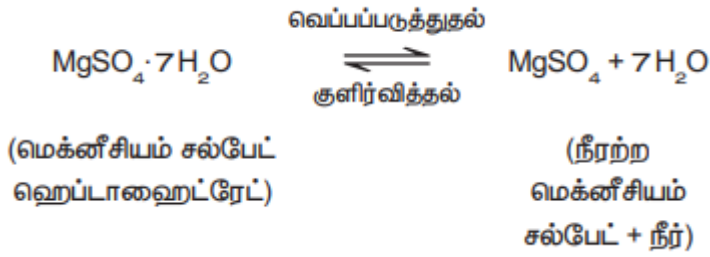 வெப்பப்படுத்துதல்
MgSO₄·7H₂O ⇌ MgSO₄ + 7H₂O
குளிர்வித்தல்
(மெக்னீசியம் சல்பேட்
ஹெப்டாஹைட்ரேட்)
(நீரற்ற
மெக்னீசியம்
சல்பேட் + நீர்)